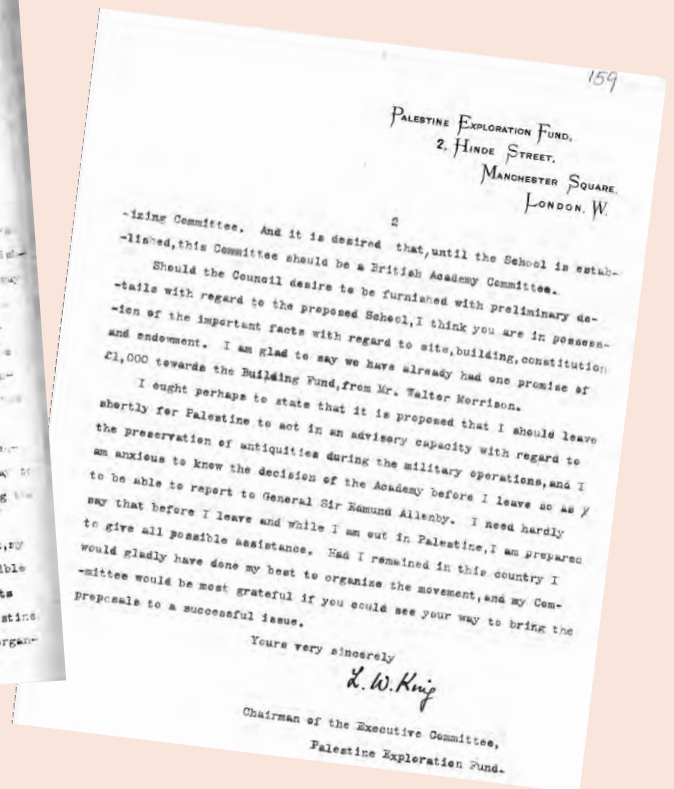 159
PALESTINE EXPLORATION FUND,
2, HINDE STREET,
MANCHESTER SQUARE,
LONDON. W.
2
-izing Committee. And it is desired that,until the School is estab-
-lished,this Committee should be a British Academy Committee.
Should the Council desire to be furnished with preliminary de-
-tails with regard to the proposed School,I think you are in possess-
-ion of the important facts with regard to site,building,constitution
and endowment. I am glad to say we have already had one promise of
£1,000 towards the Building Fund,from Mr. Walter Morrison.
I ought perhaps to state that it is proposed that I should leave
shortly for Palestine to act in an advisory capacity with regard to
the preservation of antiquities during the military operations,and I
am anxious to know the decision of the Academy before I leave so as
to be able to report to General Sir Edmund Allenby. I need hardly
say that before I leave and while I am out in Palestine,I am prepared
to give all possible assistance. Had I remained in this country I
would gladly have done my best to organize the movement,and my Com-
-mittee would be most grateful if you could see your way to bring the
proposals to a successful issue.
Yours very sincerely
L. W. King
Chairman of the Executive Committee,
Palestine Exploration Fund.
ible
stine
organ-